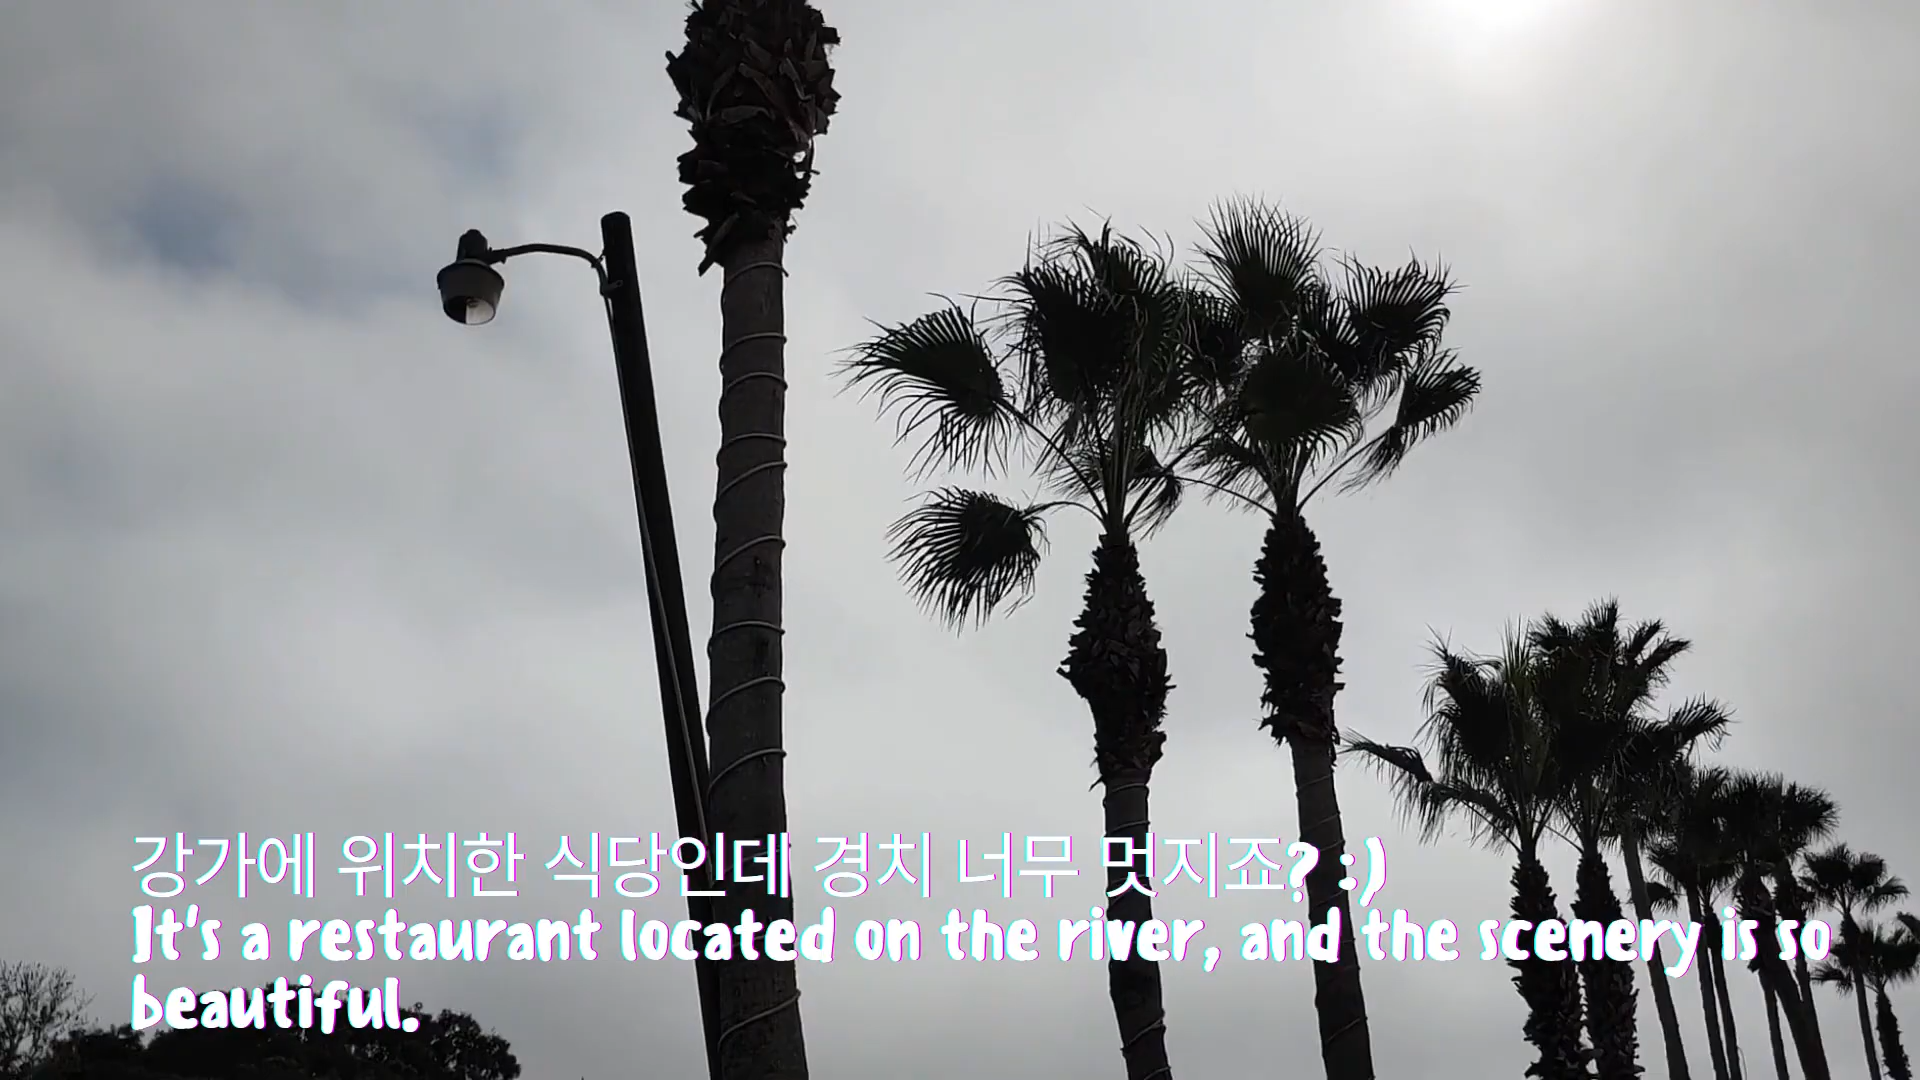 강가에 위치한 식당인데 경치 너무 멋지죠? :)
It's a restaurant located on the river, and the scenery is so
beautiful.